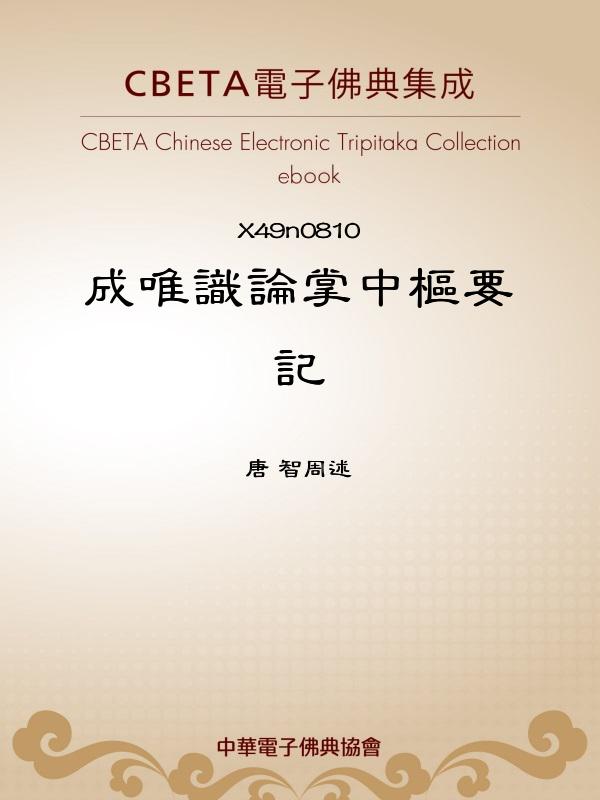 CBETA電子佛典集成
CBETA Chinese Electronic Tripitaka Collection
ebook
X49n0810
成唯識論掌中樞要
記
唐 智周述
中華電子佛典協會